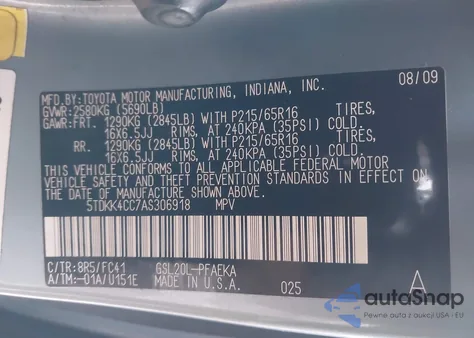 MFD.BY:TOYOTA MOTOR MANUFACTURING, INDIANA, INC. 08/09
GVWR:2580KG (5690LB)
GAWR:FRT. 1290KG (2845LB) WITH P215/65R16 TIRES,
16X6.5JJ RIMS, AT 240KPA (35PSI) COLD.
RR. 1290KG (2845LB) WITH P215/65R16 TIRES,
16X6.5JJ RIMS, AT 240KPA (35PSI) COLD.
THIS VEHICLE CONFORMS TO ALL APPLICABLE FEDERAL MOTOR
VEHICLE SAFETY AND THEFT PREVENTION STANDARDS IN EFFECT
ON THE DATE OF MANUFACTURE SHOWN ABOVE.
5TDKK4CC7AS306918 MPV
C/TR:8R5/FC41 GSL20L-PFAEKA
A/TM:-01A/U151E MADE IN U.S.A. 025 A
autoSnap
Pewne auto z USA i EU